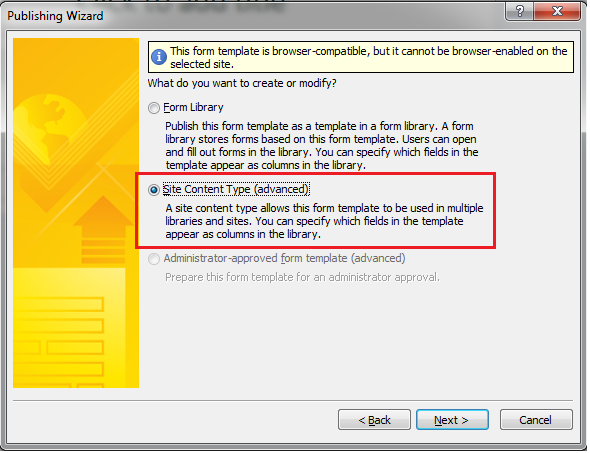 Publishing Wizard
This form template is browser-compatible, but it cannot be browser-enabled on the
selected site.
What do you want to create or modify?
Form Library
Publish this form template as a template in a form library. A form
library stores forms based on this form template. Users can open
and fill out forms in the library. You can specify which fields in the
template appear as columns in the library.
Site Content Type (advanced)
A site content type allows this form template to be used in multiple
libraries and sites. You can specify which fields in the template
appear as columns in the library.
Administrator-approved form template (advanced)
Prepare this form template for an administrator approval.
< Back
Next >
Cancel